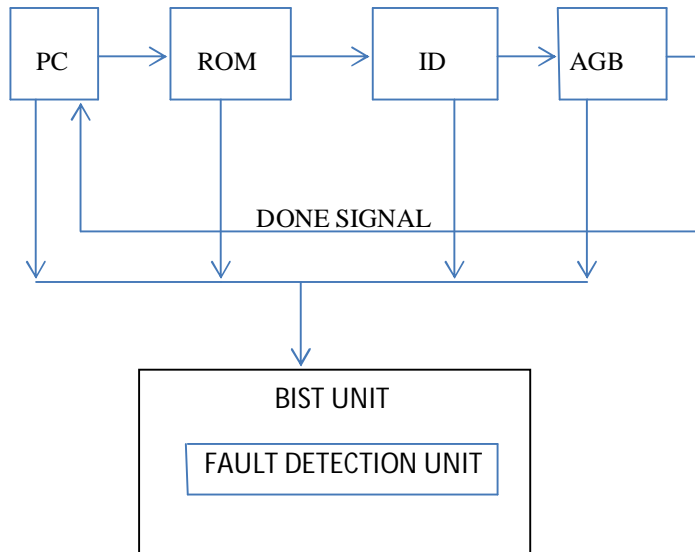 PC ROM ID AGB
DONE SIGNAL
BIST UNIT
FAULT DETECTION UNIT